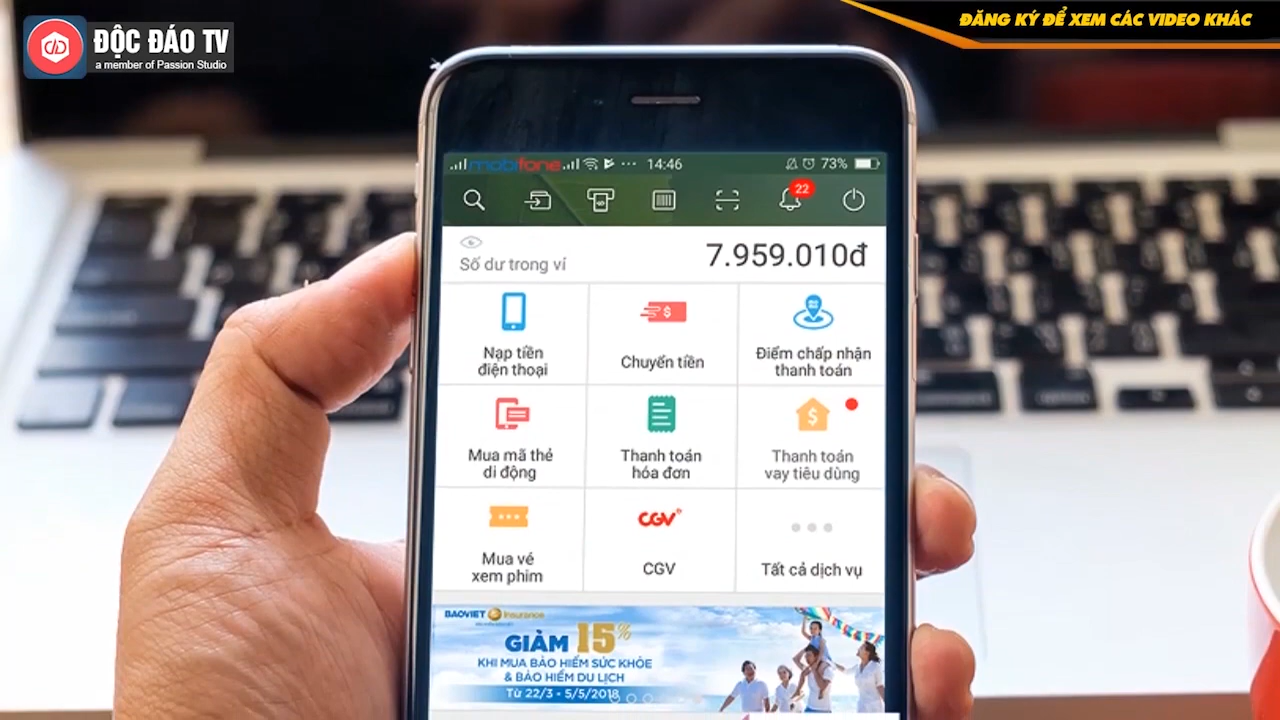 ĐỘC ĐÁO TV
a member of Passion Studio
ĐĂNG KÝ ĐỂ XEM CÁC VIDEO KHÁC
mobifone 14:46 73%
22
Số dư trong ví
7.959.010đ
Nạp tiền
điện thoại
Chuyển tiền
Điểm chấp nhận
thanh toán
Mua mã thẻ
di động
Thanh toán
hóa đơn
$
Thanh toán
vay tiêu dùng
Mua vé
xem phim
CGV
CGV
Tất cả dịch vụ
BAOVIET Insurance
GIẢM 15%
KHI MUA BẢO HIỂM SỨC KHỎE
& BẢO HIỂM DU LỊCH
Từ 22/3 - 5/5/2018